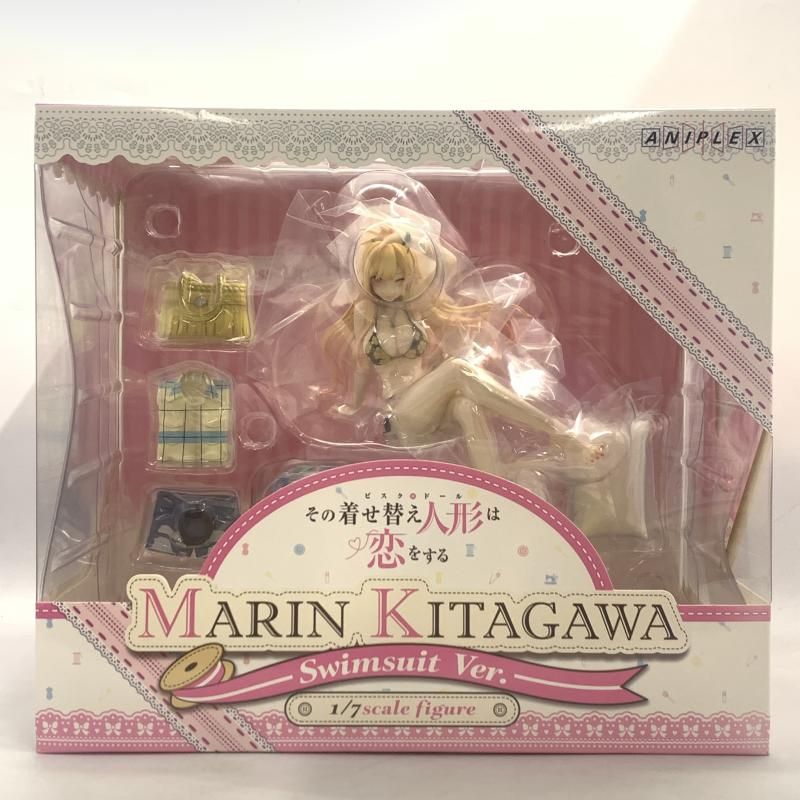 ANIPLEX
ビスク・ドール
その着せ替え人形は
恋をする
MARIN KITAGAWA
Swimsuit Ver.
1/7 scale figure